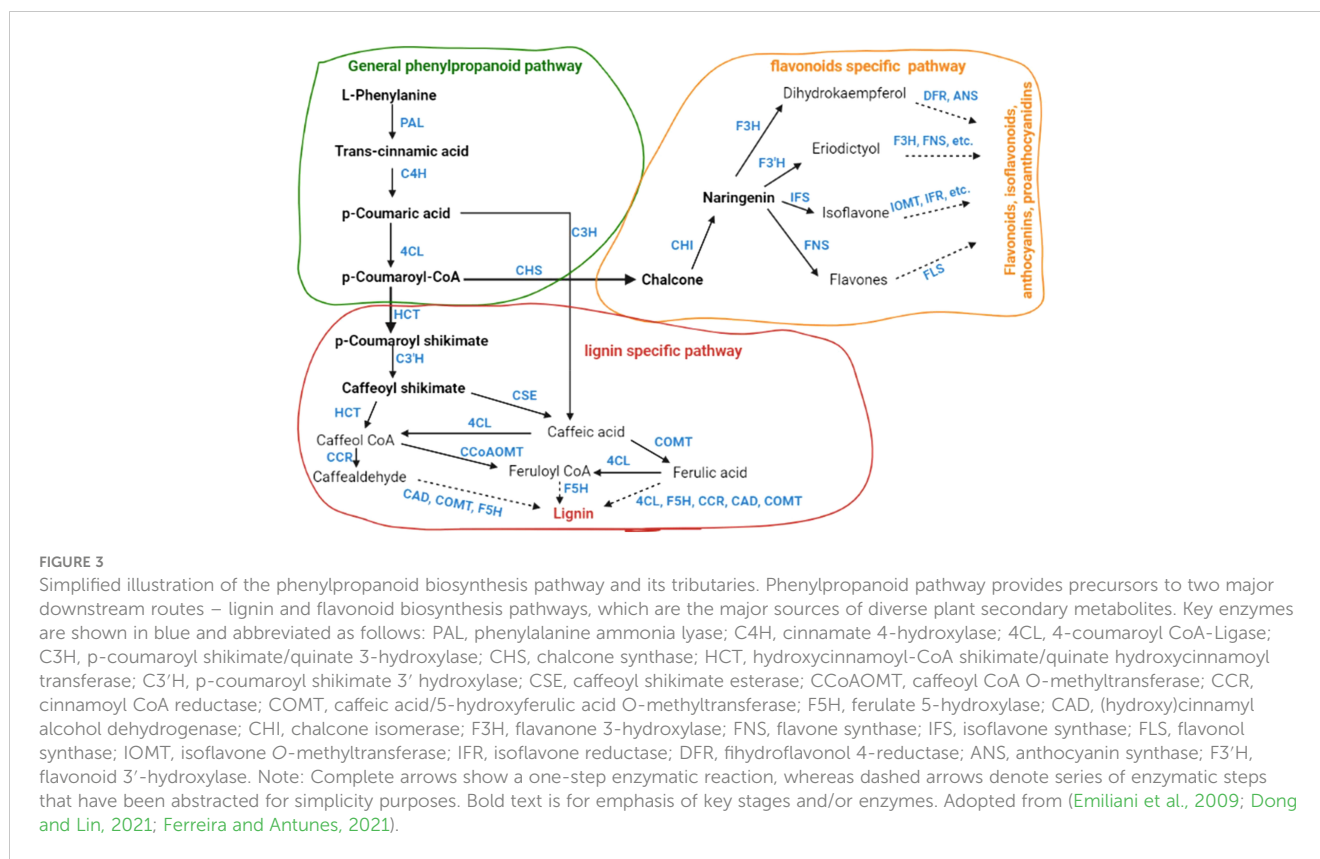 General phenylpropanoid pathway
L-Phenylanine
PAL
Trans-cinnamic acid
C4H
p-Coumaric acid
C3H
4CL
p-Coumaroyl-CoA
CHS
HCT
flavonoids specific pathway
Dihydrokaempferol
DFR, ANS
F3H
Eriodictyol
F3H, FNS, etc.
F3'H
Naringenin
IFS
Isoflavone
IOMT, IFR, etc.
CHI
FNS
Chalcone
Flavones
FLS
Flavonoids, isoflavonoids,
anthocyanins, proanthocyanidins
p-Coumaroyl shikimate
lignin specific pathway
C3'H
Caffeoyl shikimate
CSE
HCT
4CL
Caffeic acid
Caffeol CoA
COMT
CCR
CCoAOMT
Feruloyl CoA
4CL
Ferulic acid
Caffealdehyde
F5H
CAD, COMT, F5H
4CL, F5H, CCR, CAD, COMT
Lignin
FIGURE 3
Simplified illustration of the phenylpropanoid biosynthesis pathway and its tributaries. Phenylpropanoid pathway provides precursors to two major
downstream routes – lignin and flavonoid biosynthesis pathways, which are the major sources of diverse plant secondary metabolites. Key enzymes
are shown in blue and abbreviated as follows: PAL, phenylalanine ammonia lyase; C4H, cinnamate 4-hydroxylase; 4CL, 4-coumaroyl CoA-Ligase;
C3H, p-coumaroyl shikimate/quinate 3-hydroxylase; CHS, chalcone synthase; HCT, hydroxycinnamoyl-CoA shikimate/quinate hydroxycinnamoyl
transferase; C3′H, p-coumaroyl shikimate 3′ hydroxylase; CSE, caffeoyl shikimate esterase; CCoAOMT, caffeoyl CoA O-methyltransferase; CCR,
cinnamoyl CoA reductase; COMT, caffeic acid/5-hydroxyferulic acid O-methyltransferase; F5H, ferulate 5-hydroxylase; CAD, (hydroxy)cinnamyl
alcohol dehydrogenase; CHI, chalcone isomerase; F3H, flavanone 3-hydroxylase; FNS, flavone synthase; IFS, isoflavone synthase; FLS, flavonol
synthase; IOMT, isoflavone O-methyltransferase; IFR, isoflavone reductase; DFR, fihydroflavonol 4-reductase; ANS, anthocyanin synthase; F3′H,
flavonoid 3′-hydroxylase. Note: Complete arrows show a one-step enzymatic reaction, whereas dashed arrows denote series of enzymatic steps
that have been abstracted for simplicity purposes. Bold text is for emphasis of key stages and/or enzymes. Adopted from (Emiliani et al., 2009; Dong
and Lin, 2021; Ferreira and Antunes, 2021).